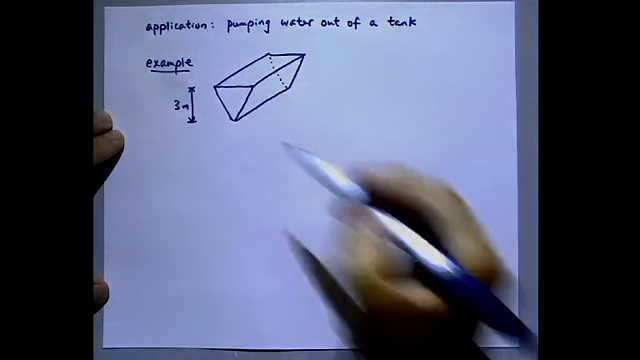 application: pumping water out of a tank
example
3m